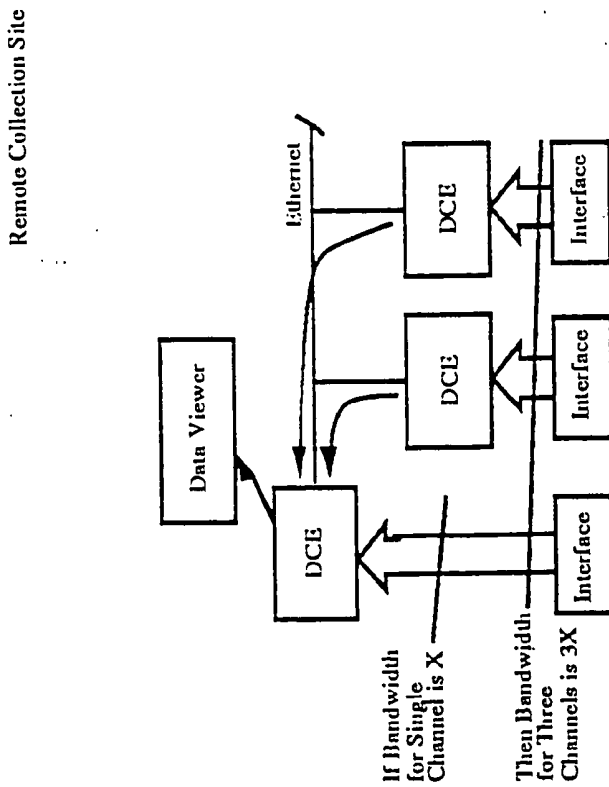 Remote Collection Site
Data Viewer
Ethernet
DCE
DCE
DCE
If Bandwidth
for Single
Channel is X
Then Bandwidth
for Three
Channels is 3X
Interface
Interface
Interface